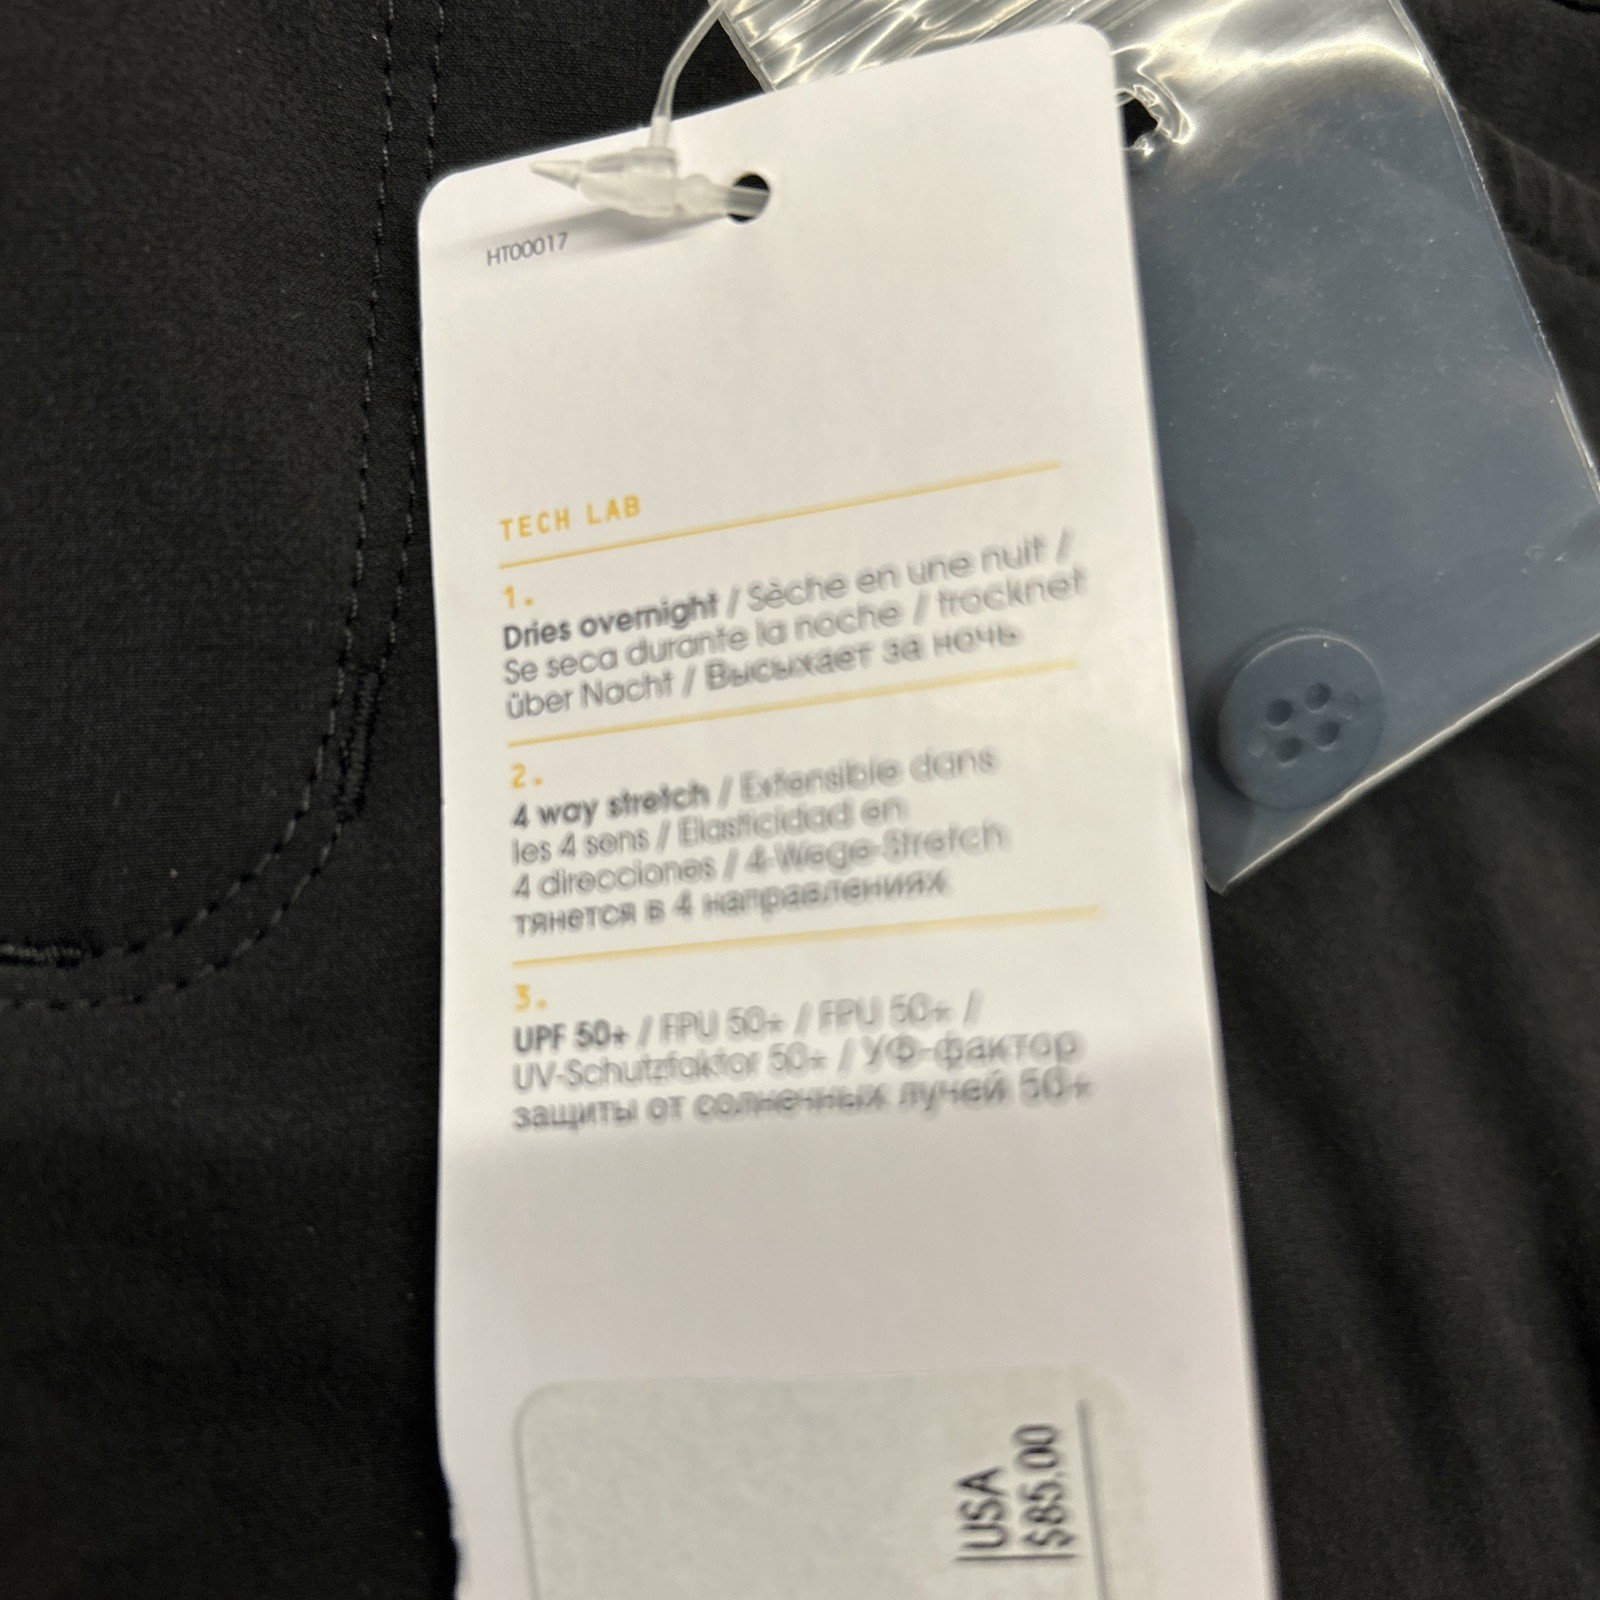 HT00017
TECH LAB
1.
Dries overnight / Sèche en une nuit /
Se seca durante la noche / trocknet
über Nacht / Высыхает за ночь
2.
4 way stretch / Extensible dans
les 4 sens / Elasticidad en
4 direcciones / 4-Wege-Stretch
тянется в 4 направлениях
3.
UPF 50+ / FPU 50+ / FPU 50+ /
UV-Schutzfaktor 50+ / УФ-фактор
защиты от солнечных лучей 50+
USA
$85.00